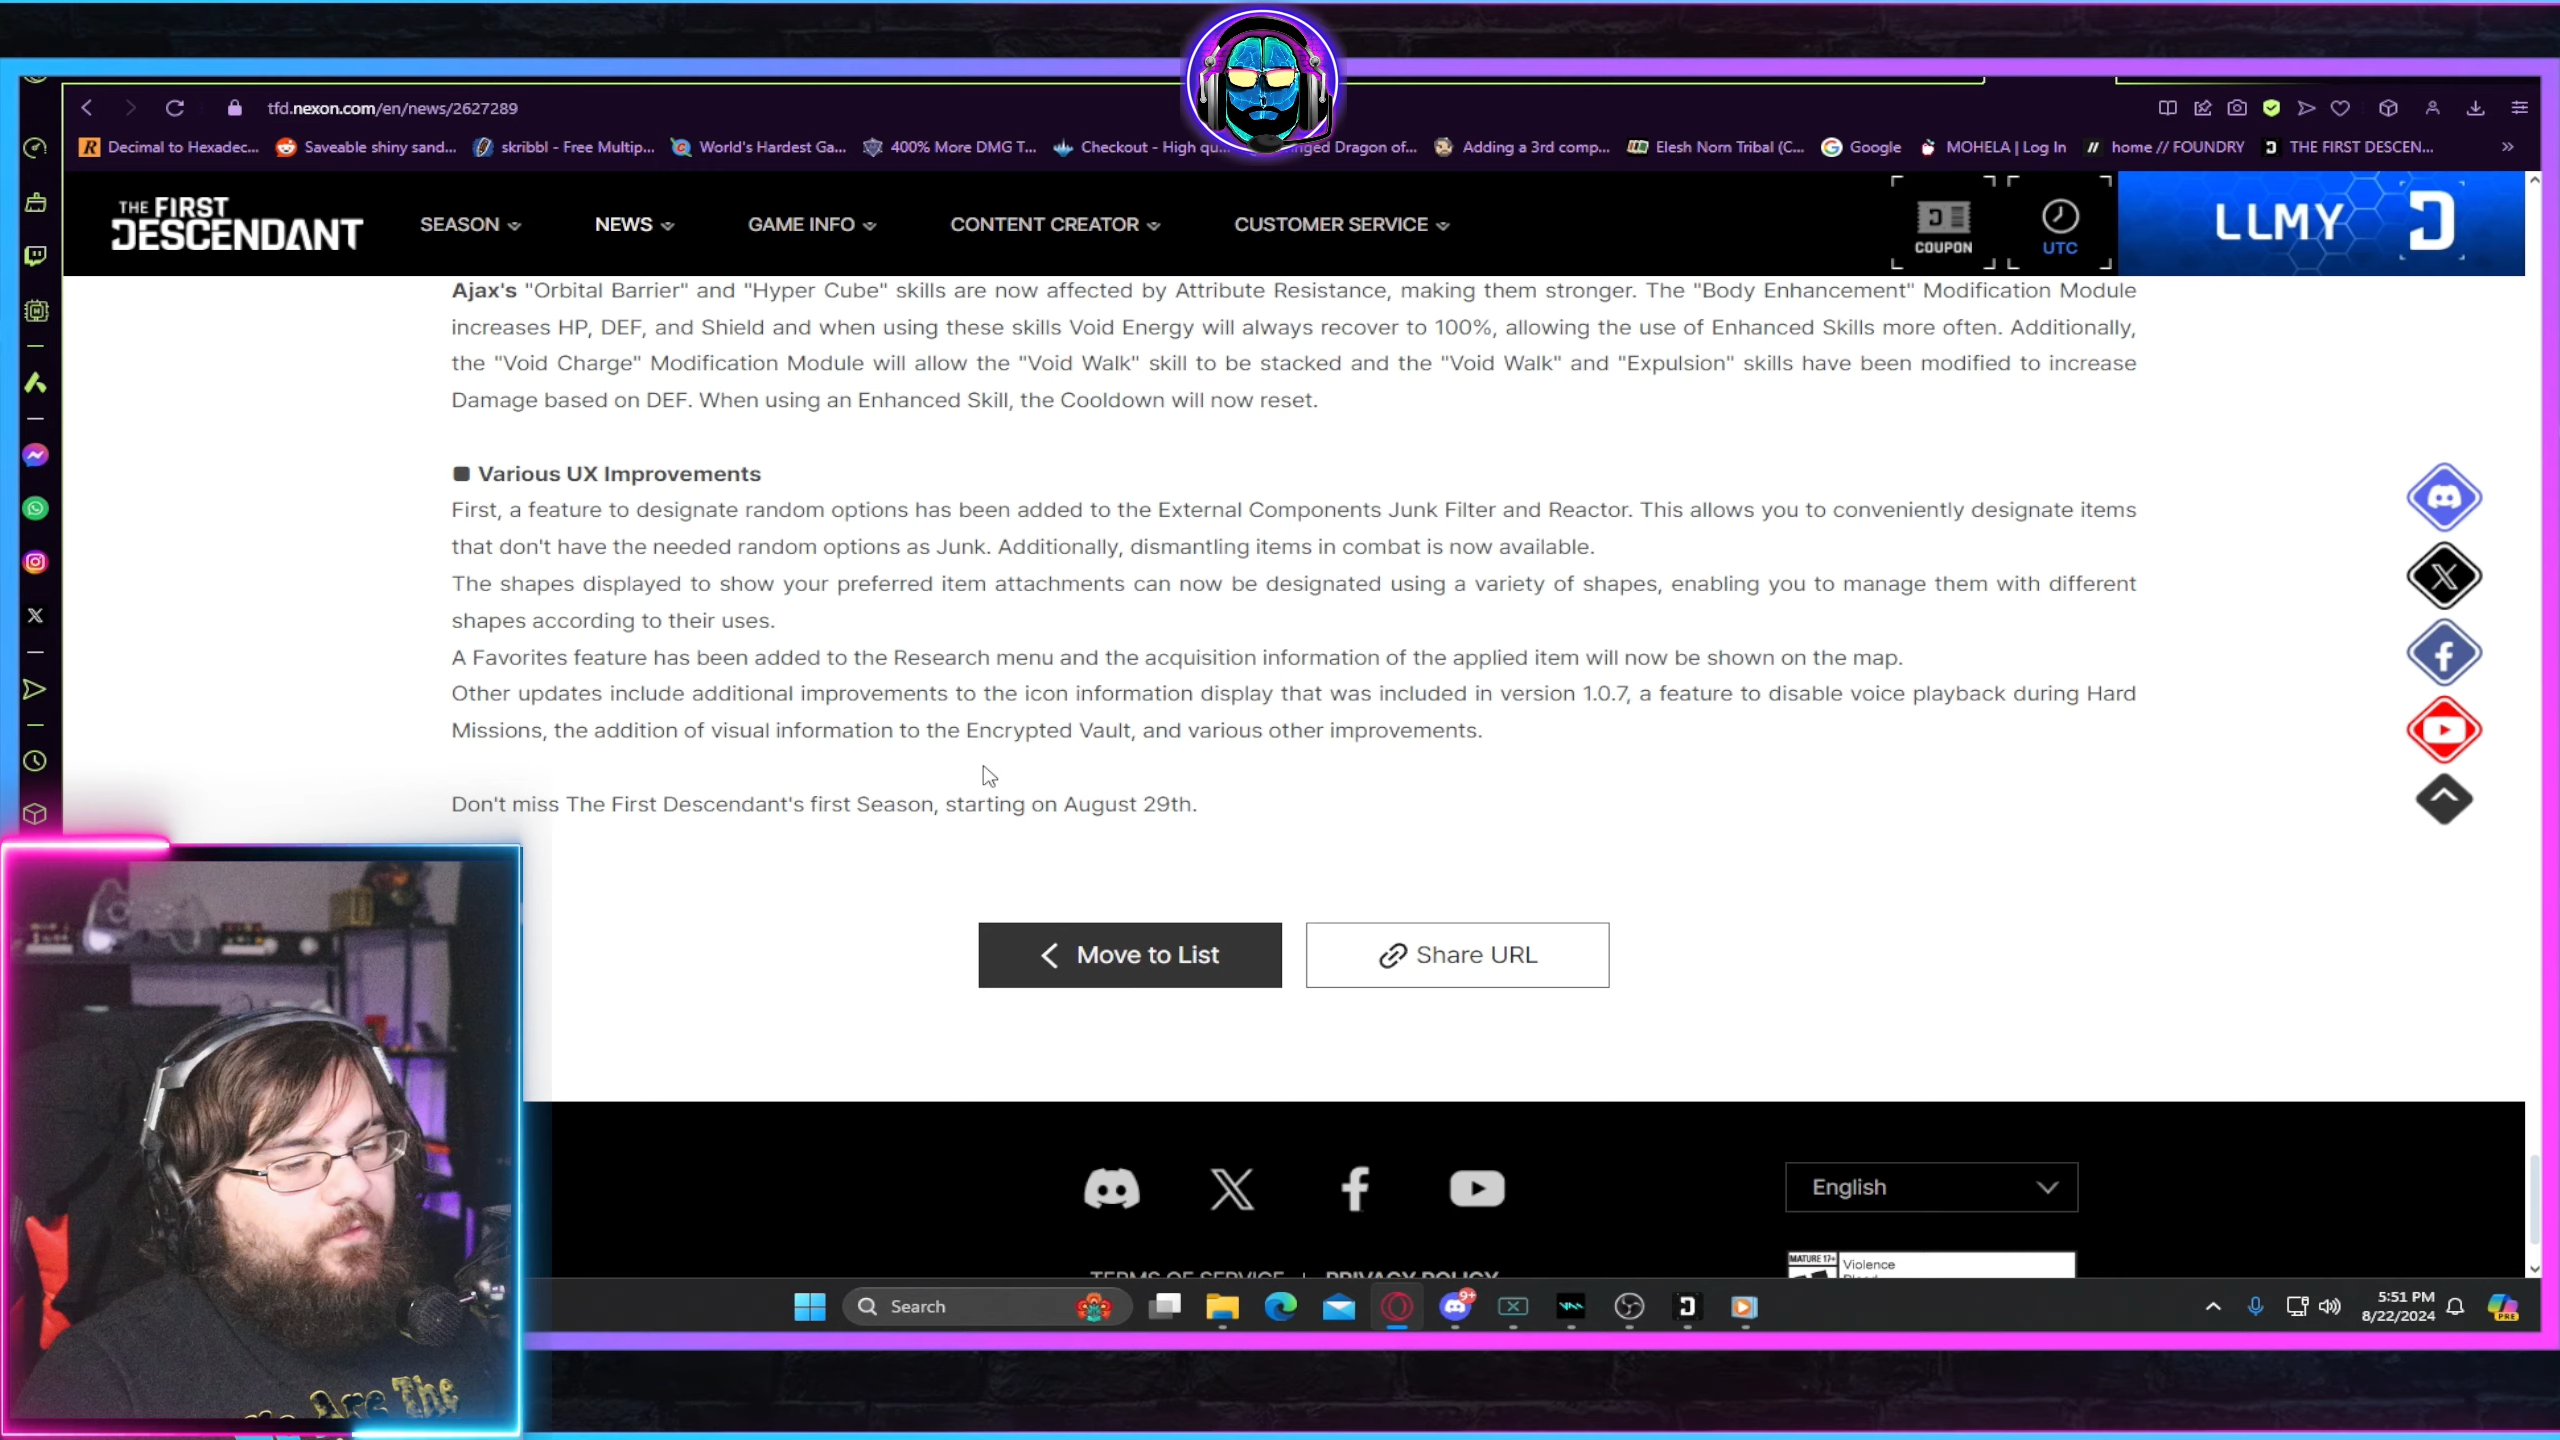 tfd.nexon.com/en/news/2627289
Decimal to Hexadec... Saveable shiny sand... skribbl - Free Multip... World's Hardest Ga... 400% More DMG T... Checkout - High qu... nged Dragon of... Adding a 3rd comp... Elesh Norn Tribal (C... Google MOHELA | Log In home // FOUNDRY THE FIRST DESCEN...
THE FIRST
DESCENDANT
SEASON NEWS GAME INFO CONTENT CREATOR CUSTOMER SERVICE
COUPON
UTC
LLMY
Ajax's "Orbital Barrier" and "Hyper Cube" skills are now affected by Attribute Resistance, making them stronger. The "Body Enhancement" Modification Module
increases HP, DEF, and Shield and when using these skills Void Energy will always recover to 100%, allowing the use of Enhanced Skills more often. Additionally,
the "Void Charge" Modification Module will allow the "Void Walk" skill to be stacked and the "Void Walk" and "Expulsion" skills have been modified to increase
Damage based on DEF. When using an Enhanced Skill, the Cooldown will now reset.
Various UX Improvements
First, a feature to designate random options has been added to the External Components Junk Filter and Reactor. This allows you to conveniently designate items
that don't have the needed random options as Junk. Additionally, dismantling items in combat is now available.
The shapes displayed to show your preferred item attachments can now be designated using a variety of shapes, enabling you to manage them with different
shapes according to their uses.
A Favorites feature has been added to the Research menu and the acquisition information of the applied item will now be shown on the map.
Other updates include additional improvements to the icon information display that was included in version 1.0.7, a feature to disable voice playback during Hard
Missions, the addition of visual information to the Encrypted Vault, and various other improvements.
Don't miss The First Descendant's first Season, starting on August 29th.
Move to List
Share URL
English
TERMS OF SERVICE | PRIVACY POLICY
MATURE 17+
Violence
Search
9+
5:51 PM
8/22/2024
PRE
Are The